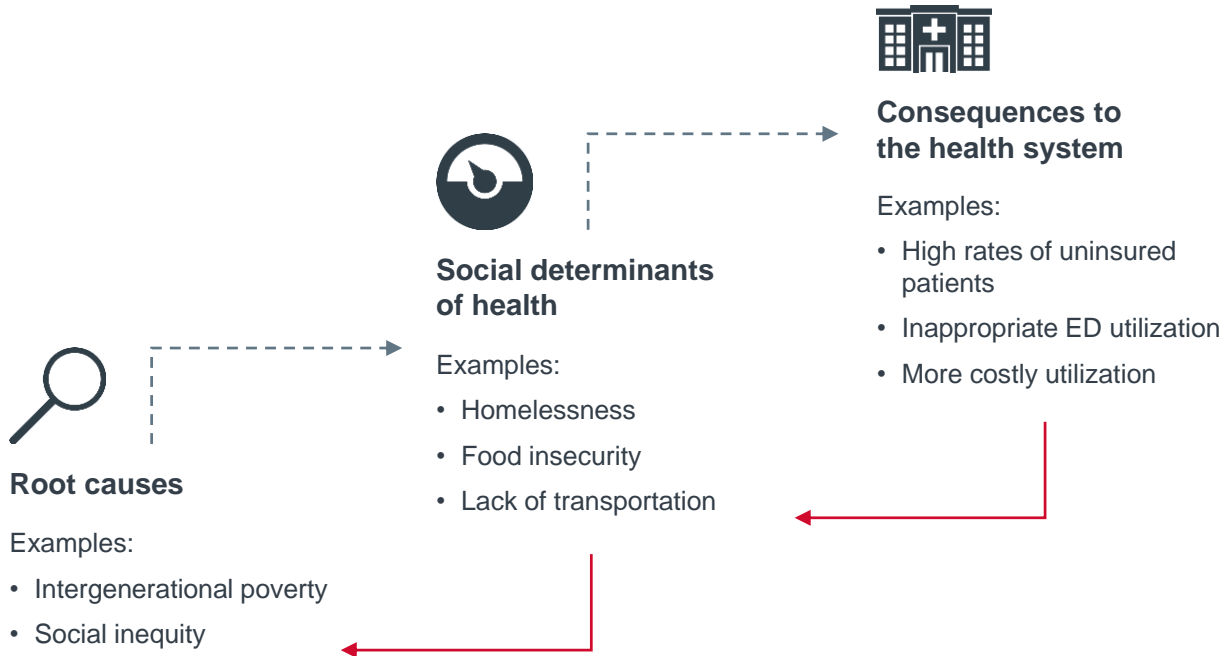 Root causes
Examples:
• Intergenerational poverty
• Social inequity
Social determinants
of health
Examples:
• Homelessness
• Food insecurity
• Lack of transportation
Consequences to
the health system
Examples:
• High rates of uninsured
patients
• Inappropriate ED utilization
• More costly utilization